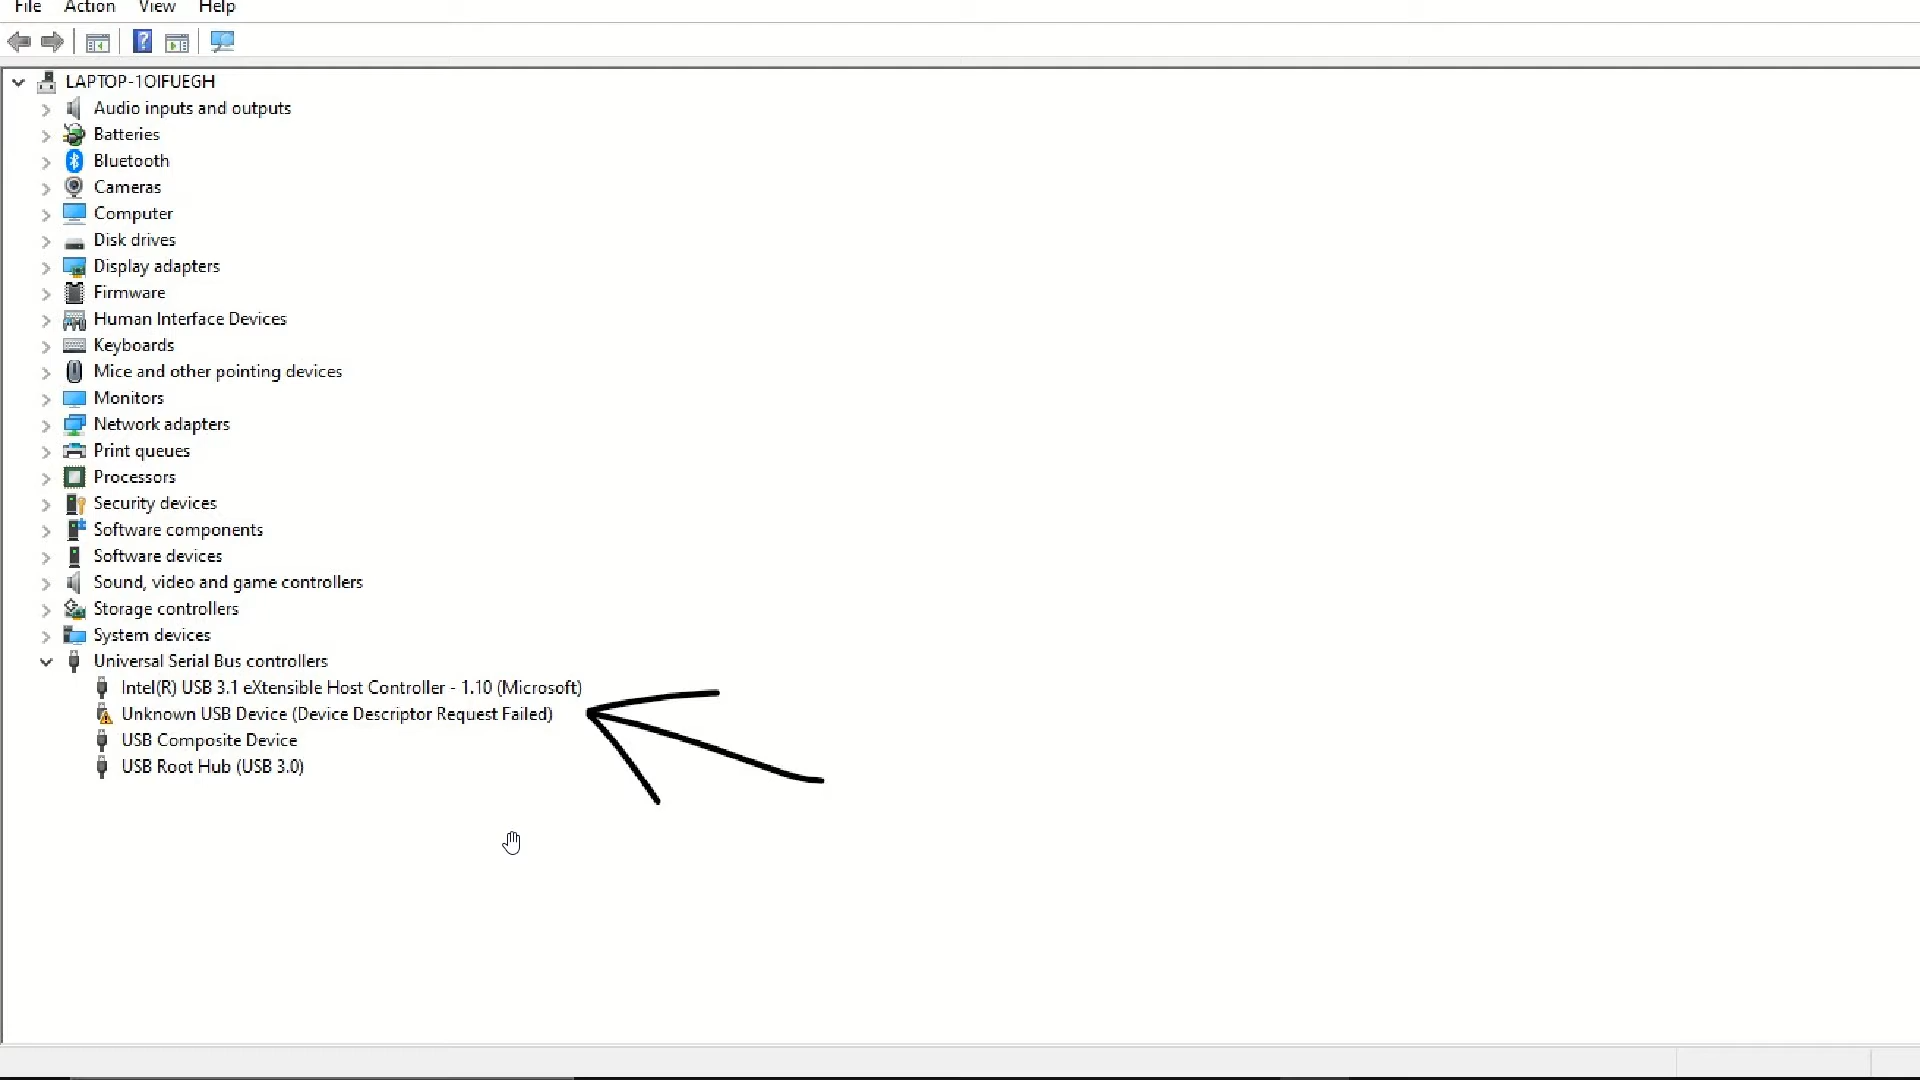 File Action View Help
LAPTOP-1OIFUEGH
Audio inputs and outputs
Batteries
Bluetooth
Cameras
Computer
Disk drives
Display adapters
Firmware
Human Interface Devices
Keyboards
Mice and other pointing devices
Monitors
Network adapters
Print queues
Processors
Security devices
Software components
Software devices
Sound, video and game controllers
Storage controllers
System devices
Universal Serial Bus controllers
Intel(R) USB 3.1 eXtensible Host Controller - 1.10 (Microsoft)
Unknown USB Device (Device Descriptor Request Failed)
USB Composite Device
USB Root Hub (USB 3.0)